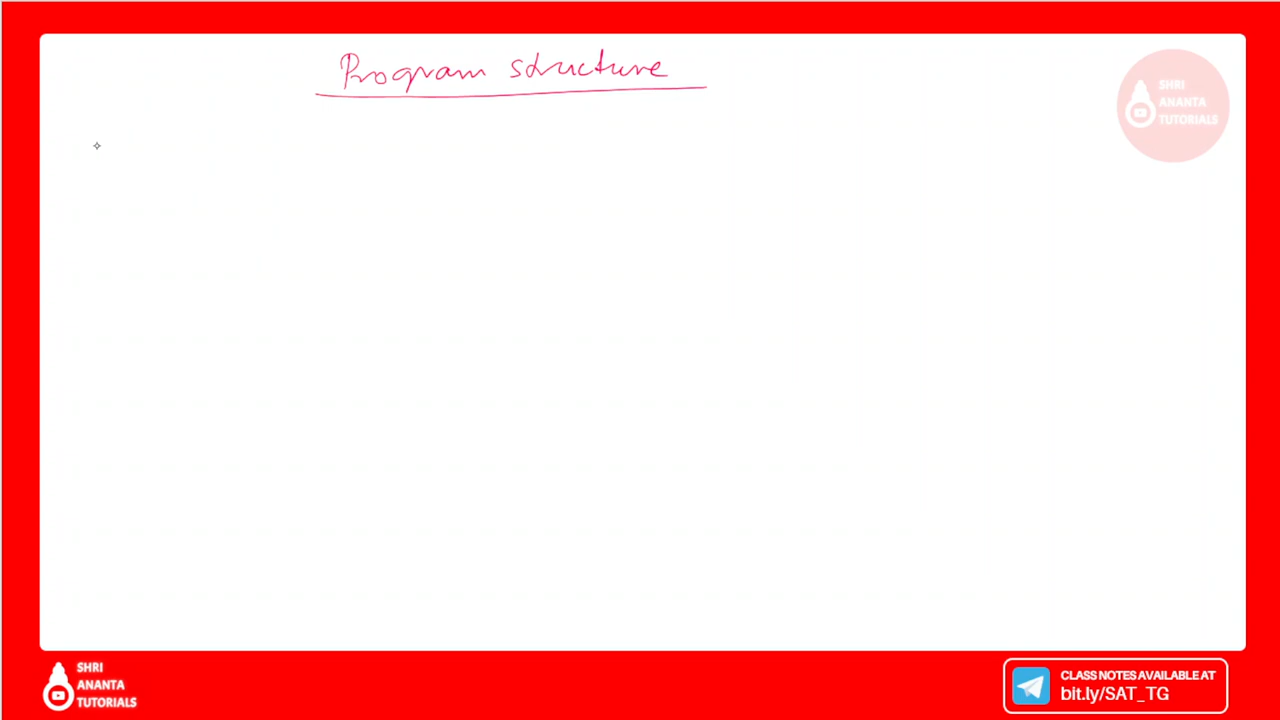 Program structure
SHRI
ANANTA
TUTORIALS
SHRI
ANANTA
TUTORIALS
CLASS NOTES AVAILABLE AT
bit.ly/SAT_TG